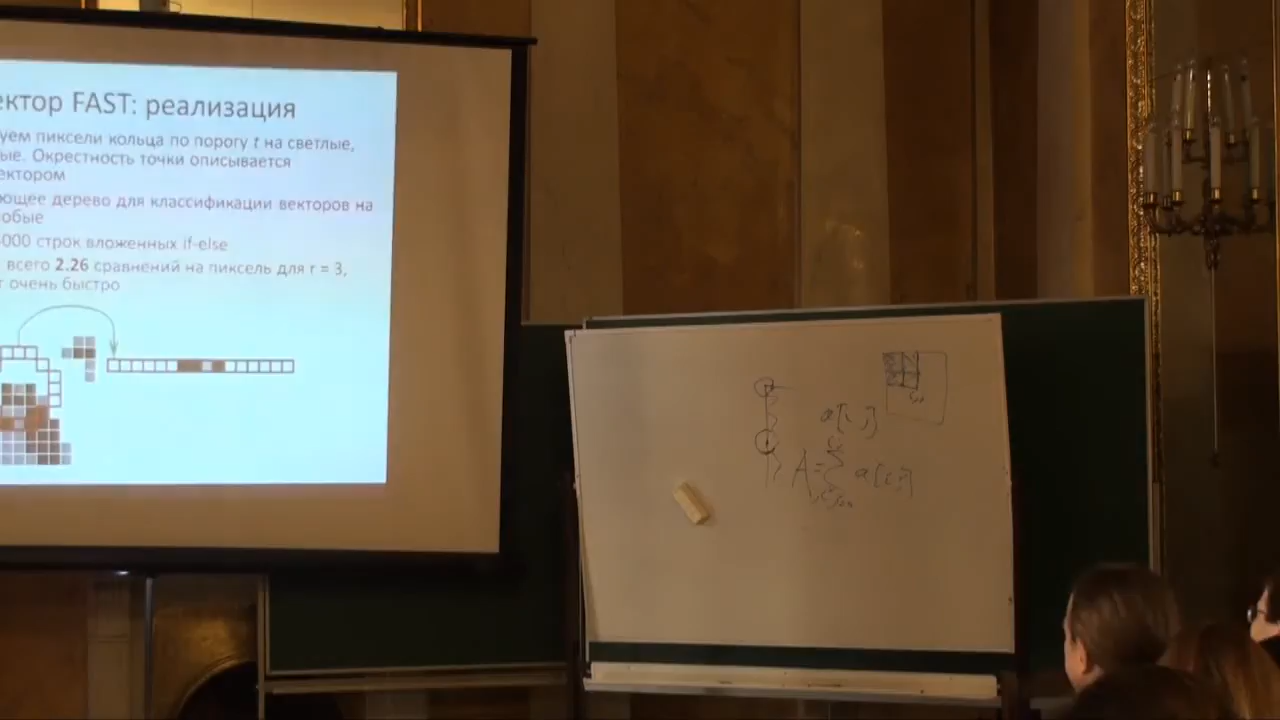 ектор FAST: реализация
уем пиксели кольца по порогу t на светлые,
ые. Окрестность точки описывается
ектором
ющее дерево для классификации векторов на
обые
000 строк вложенных if-else
всего 2.26 сравнений на пиксель для r = 3,
т очень быстро
a[i,j]
A=Σ a[i,j]